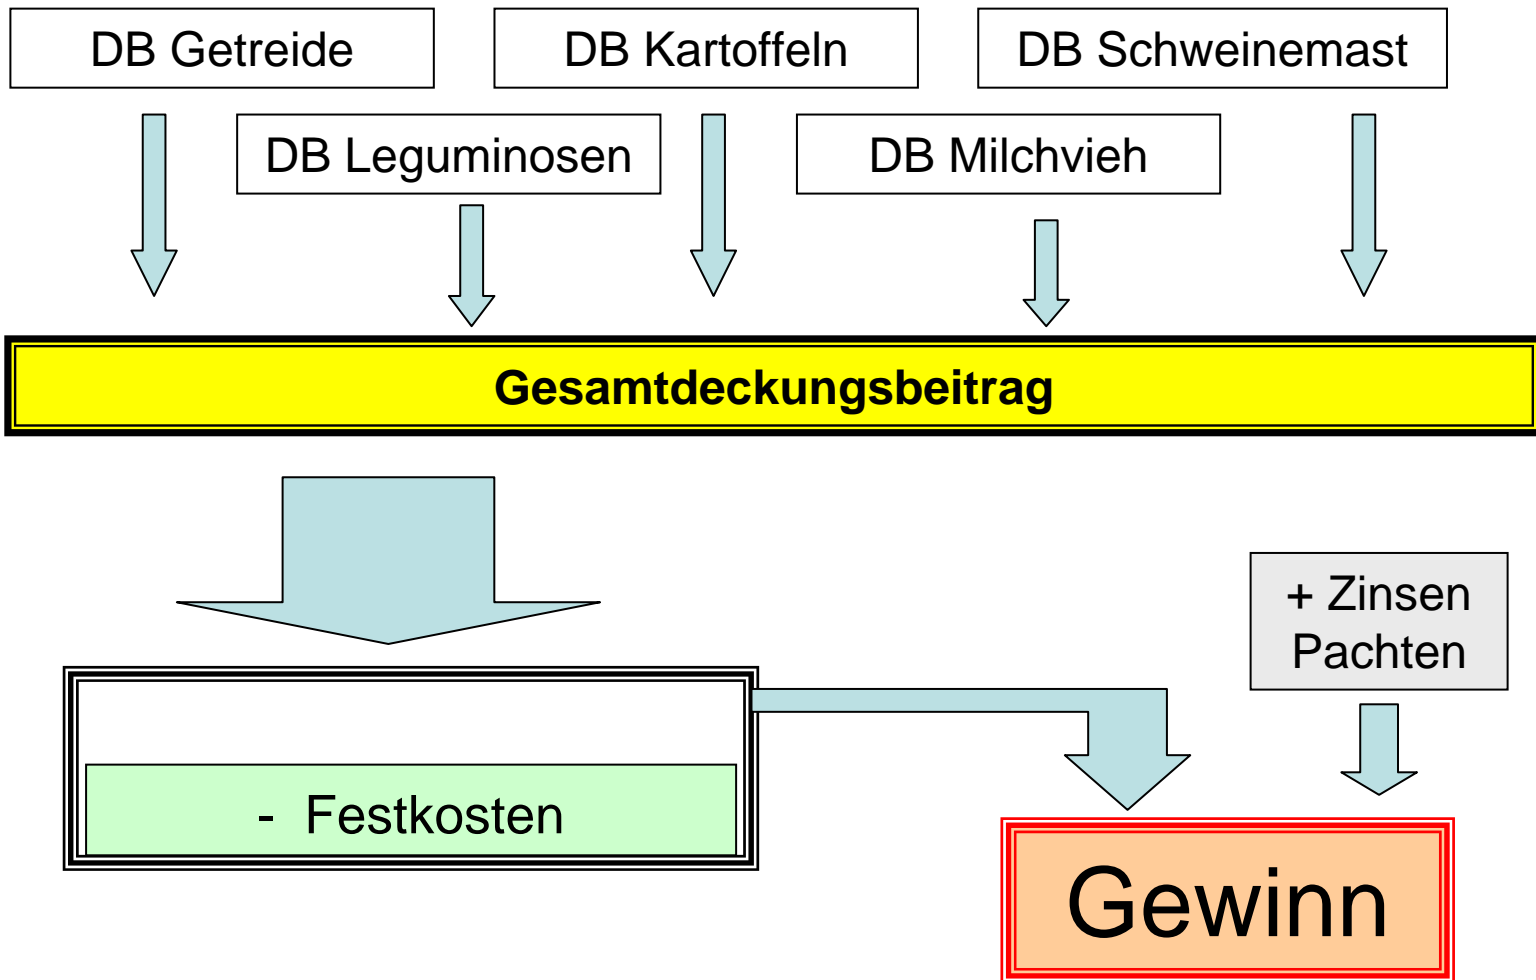 DB Getreide
DB Kartoffeln
DB Schweinemast
DB Leguminosen
DB Milchvieh
Gesamtdeckungsbeitrag
+ Zinsen
Pachten
- Festkosten
Gewinn